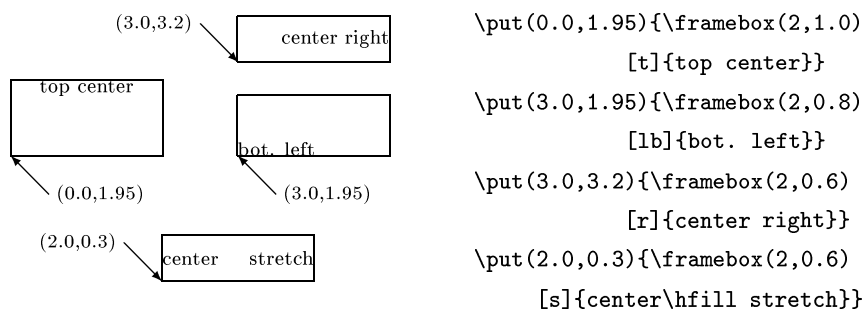 (3.0,3.2)
center right
top center
bot. left
(0.0,1.95)
(3.0,1.95)
(2.0,0.3)
center stretch
\put(0.0,1.95){\framebox(2,1.0)
[t]{top center}}
\put(3.0,1.95){\framebox(2,0.8)
[lb]{bot. left}}
\put(3.0,3.2){\framebox(2,0.6)
[r]{center right}}
\put(2.0,0.3){\framebox(2,0.6)
[s]{center\hfill stretch}}